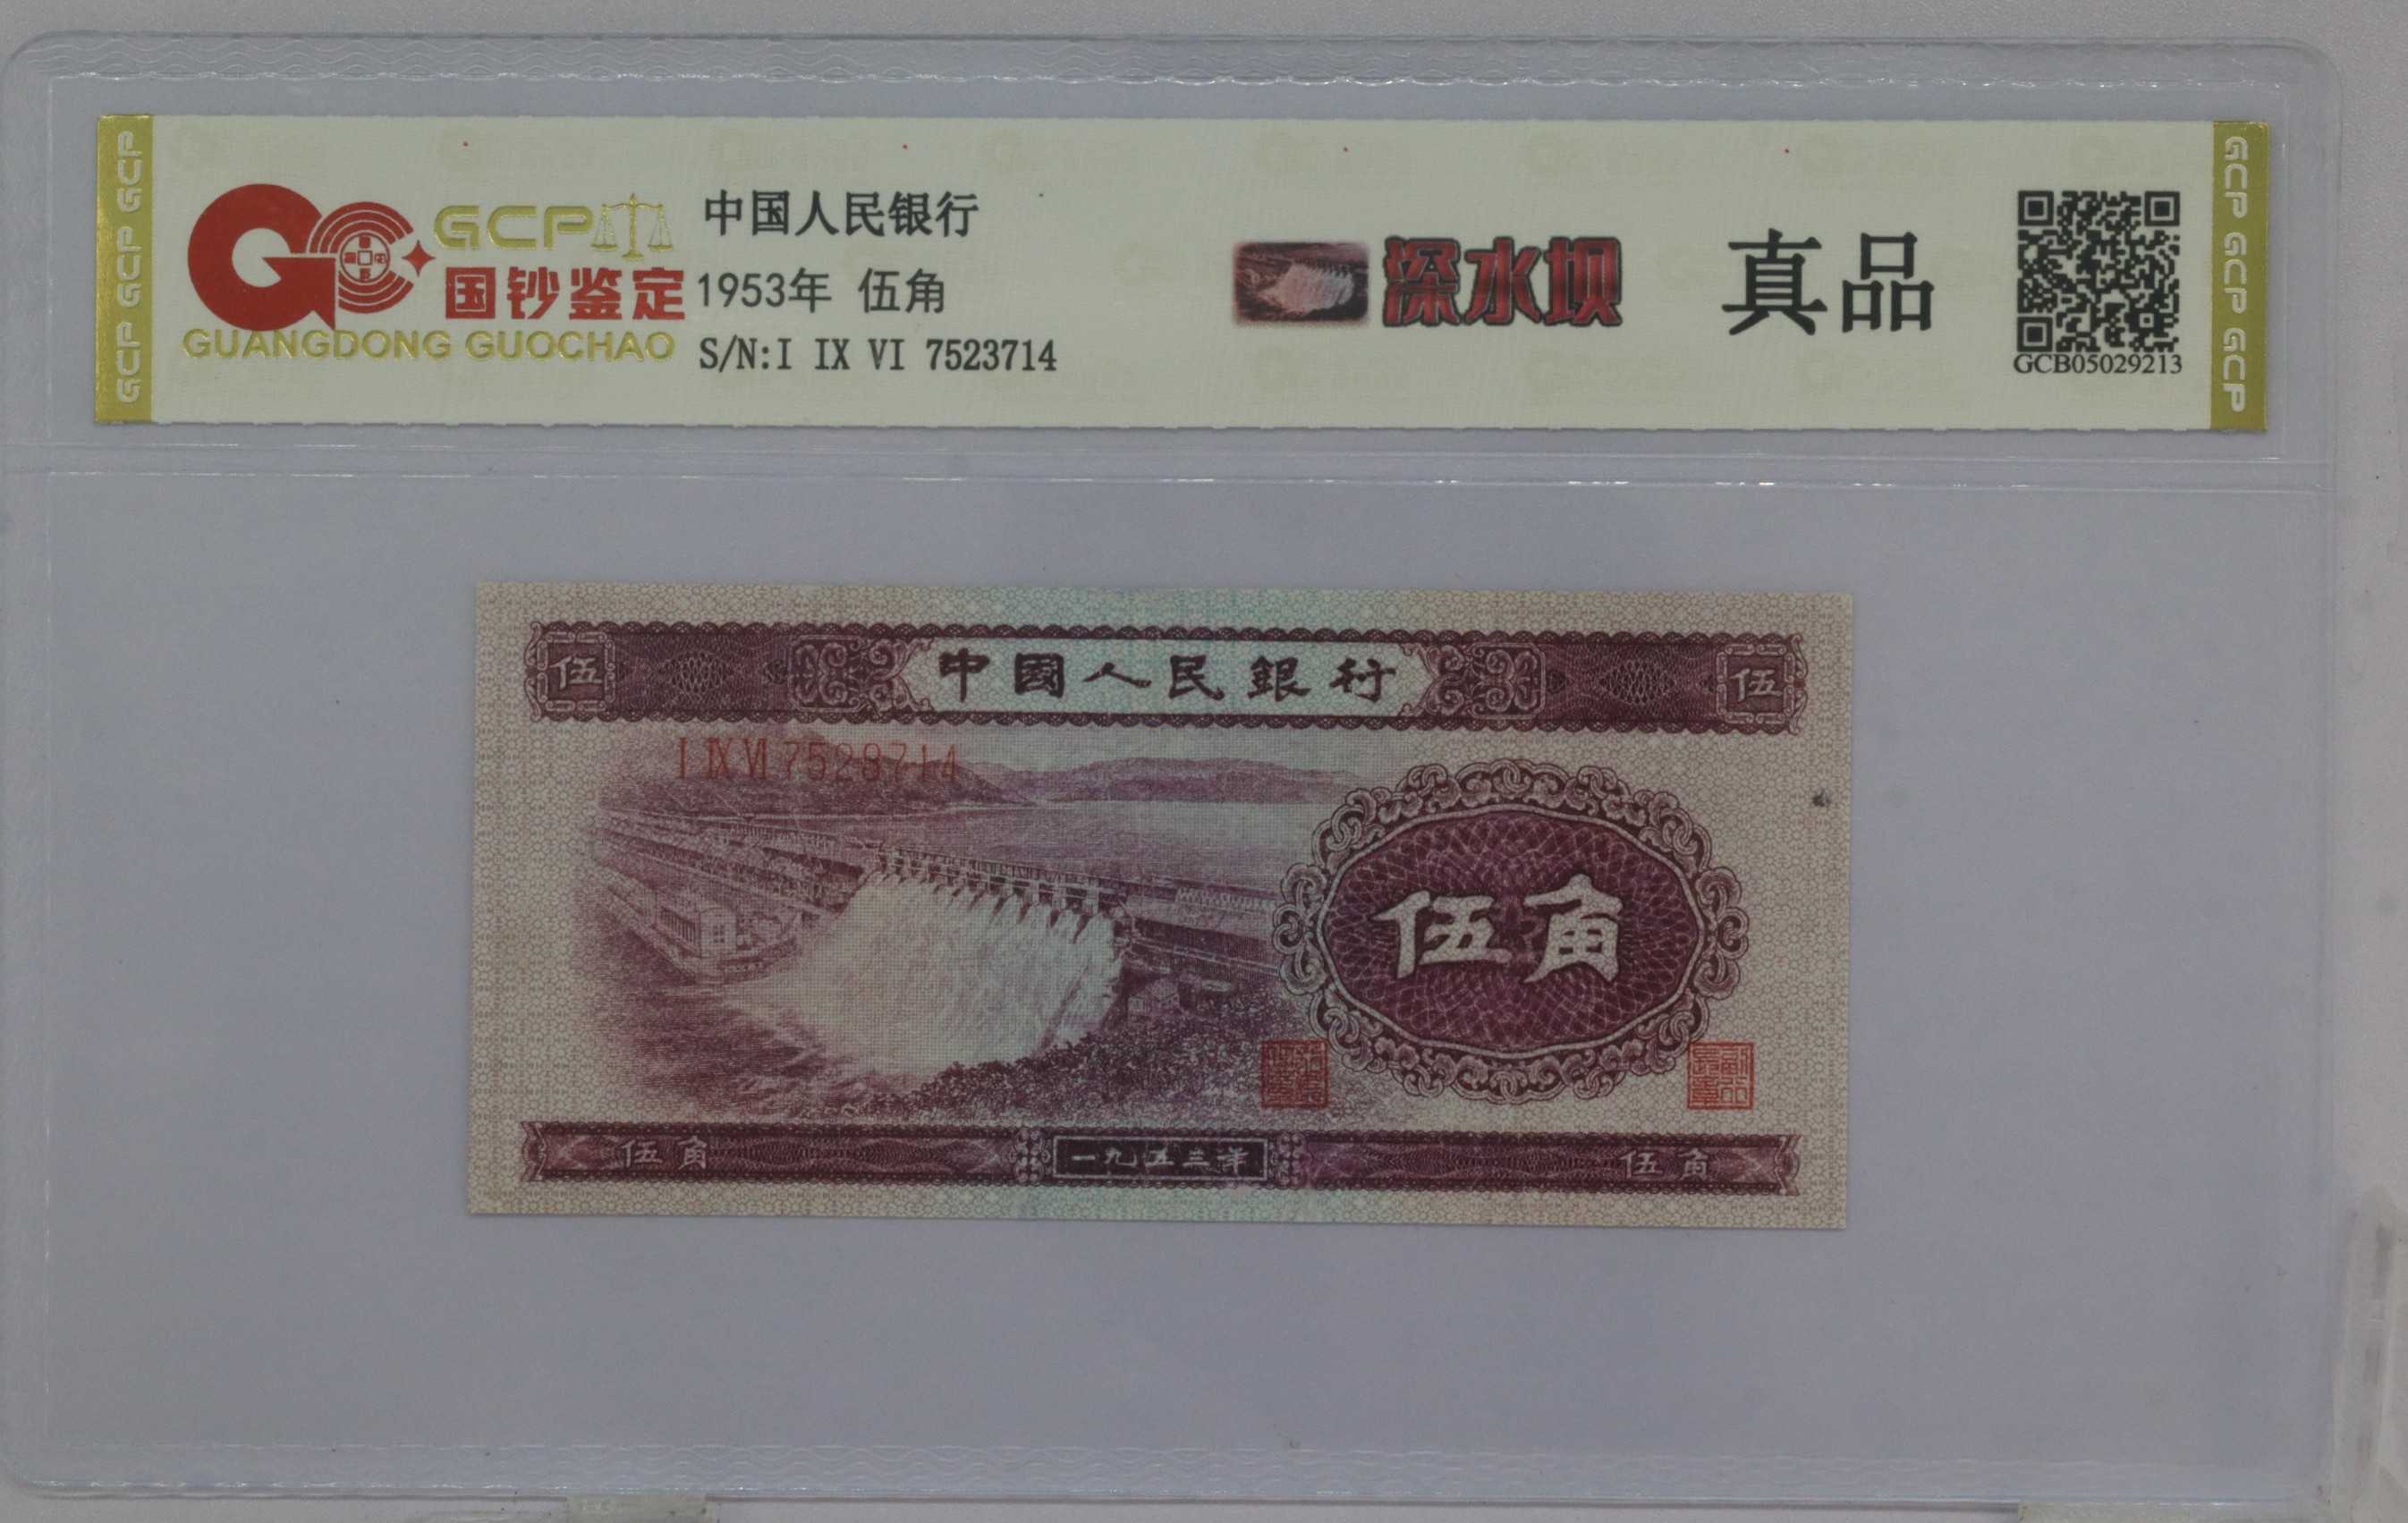 GCP GCP GCP
GCP
国钞鉴定
GUANGDONG GUOCHAO
中国人民银行
1953年 伍角
S/N:I IX VI 7523714
深水坝
真品
GCB05029213
GCP GCP GCP
伍 中國人民銀行 伍
I IX VI 7523714
伍角
伍角 一九五三年 伍角